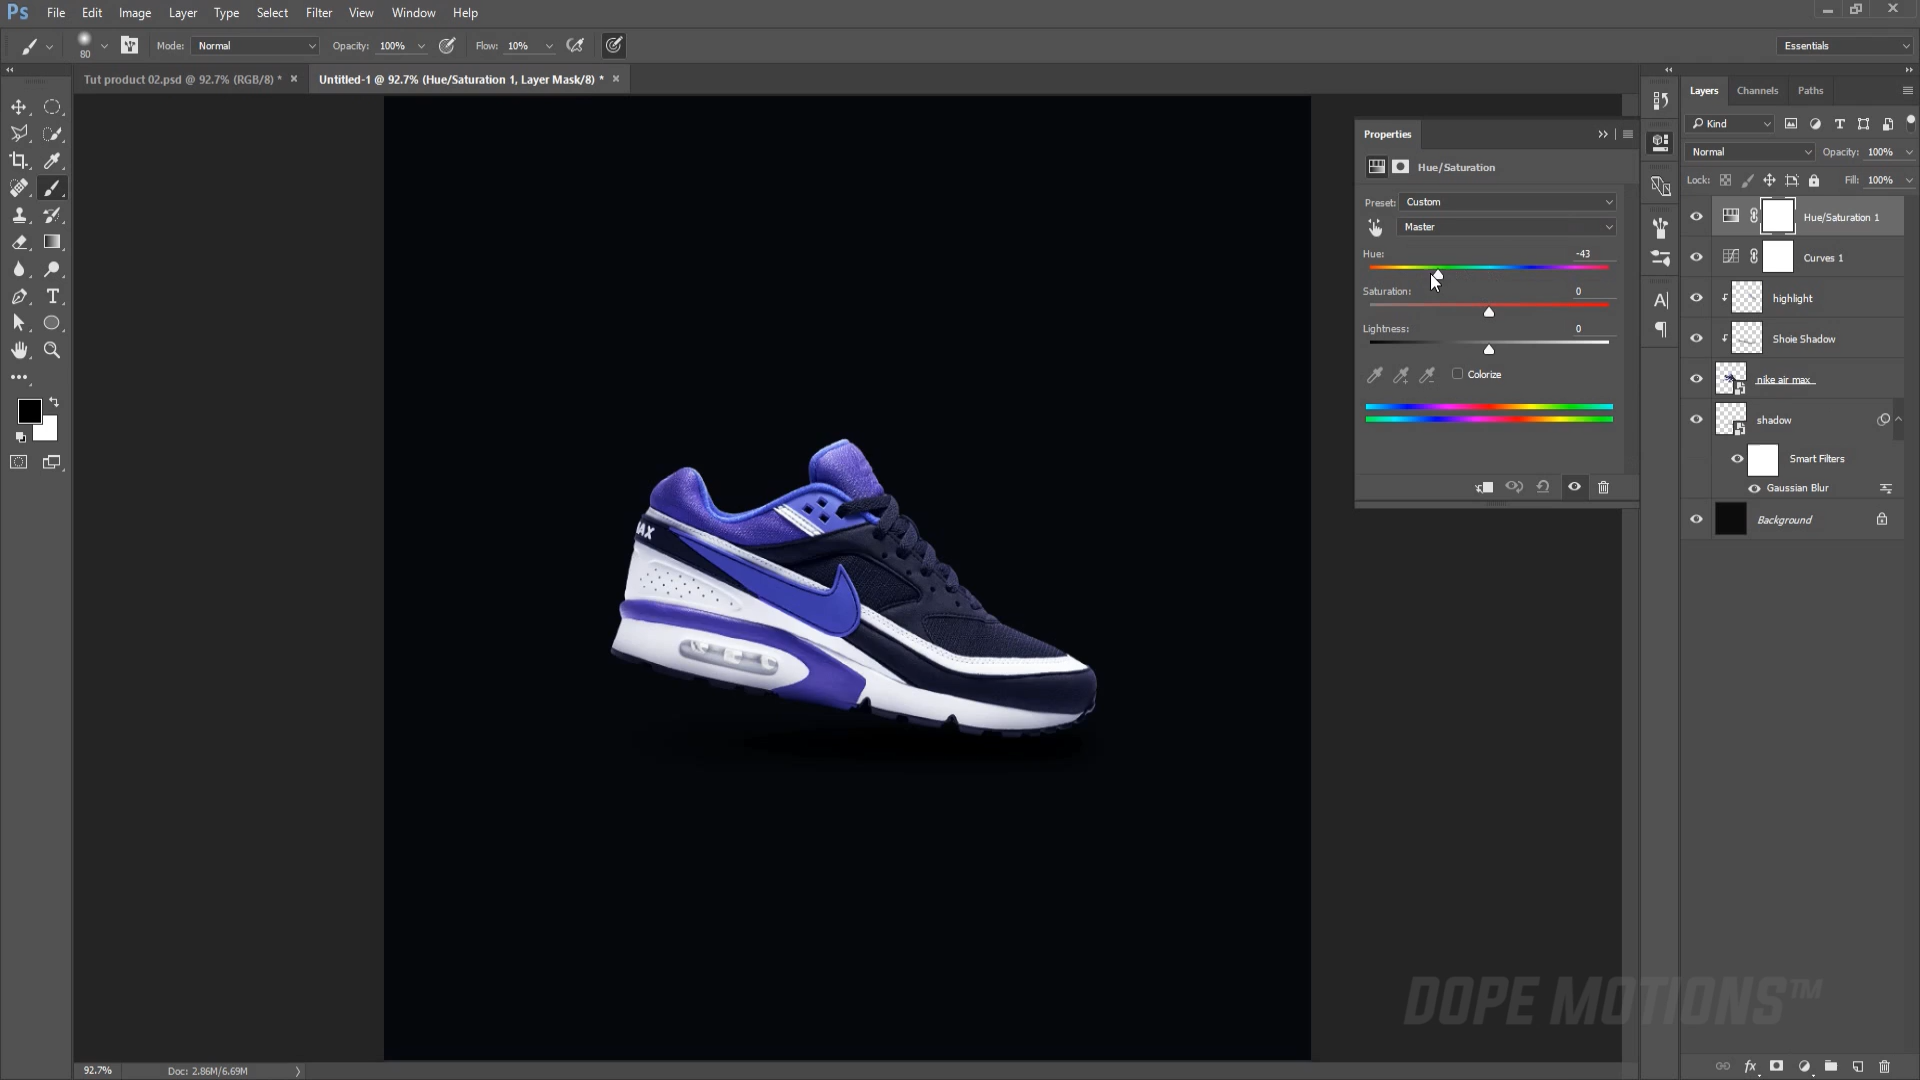 Ps File Edit Image Layer Type Select Filter View Window Help
80 Mode: Normal Opacity: 100% Flow: 10% Essentials
Tut product 02.psd @ 92.7% (RGB/8) * × Untitled-1 @ 92.7% (Hue/Saturation 1, Layer Mask/8) * ×
Layers Channels Paths
Kind
Normal Opacity: 100%
Lock: Fill: 100%
Hue/Saturation 1
Curves 1
highlight
Shoie Shadow
nike air max
shadow
Smart Filters
Gaussian Blur
Background
Properties
Hue/Saturation
Preset: Custom
Master
Hue: -43
Saturation: 0
Lightness: 0
Colorize
AX
DOPE MOTIONS™
92.7% Doc: 2.86M/6.69M